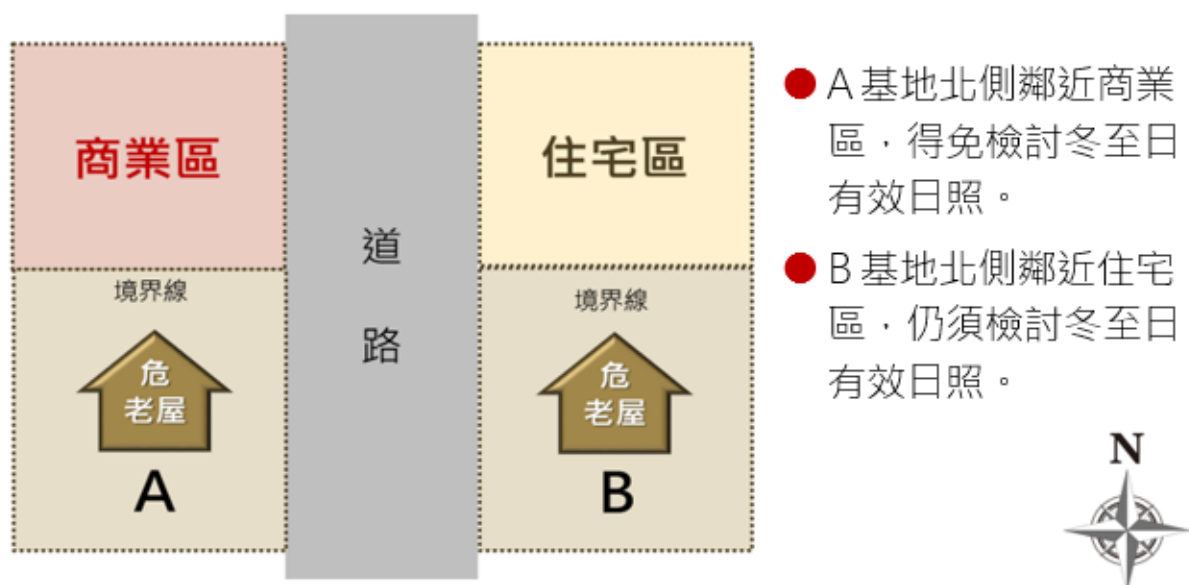 商業區
境界線
危
老屋
A
道
路
住宅區
境界線
危
老屋
B
A基地北側鄰近商業
區，得免檢討冬至日
有效日照。
B基地北側鄰近住宅
區，仍須檢討冬至日
有效日照。
N